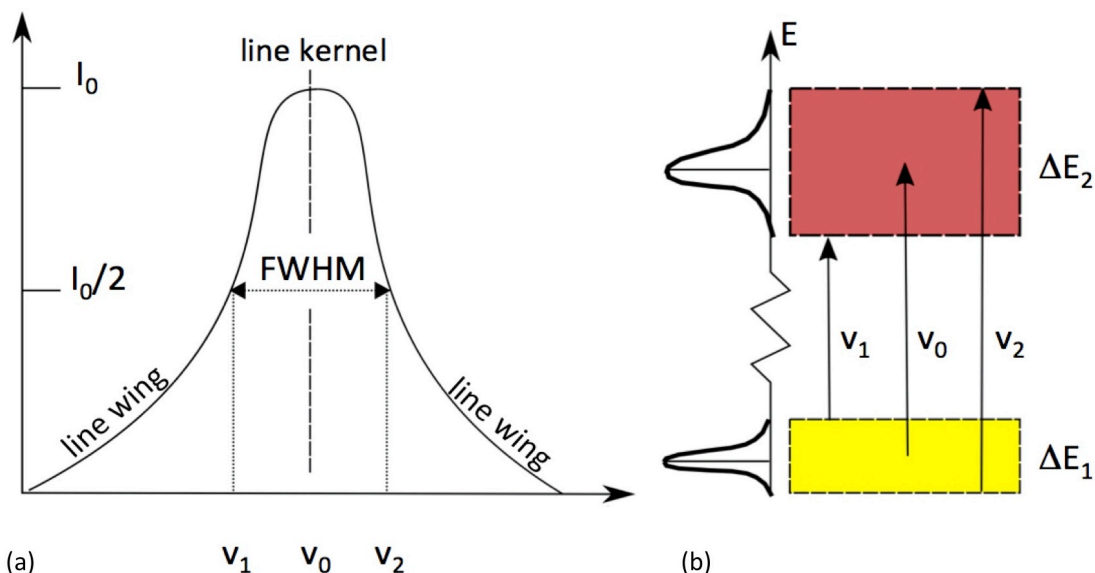 line kernel
I₀
FWHM
I₀/2
line wing
line wing
v₁
v₀
v₂
(a)
E
ΔE₂
v₁
v₀
v₂
ΔE₁
(b)